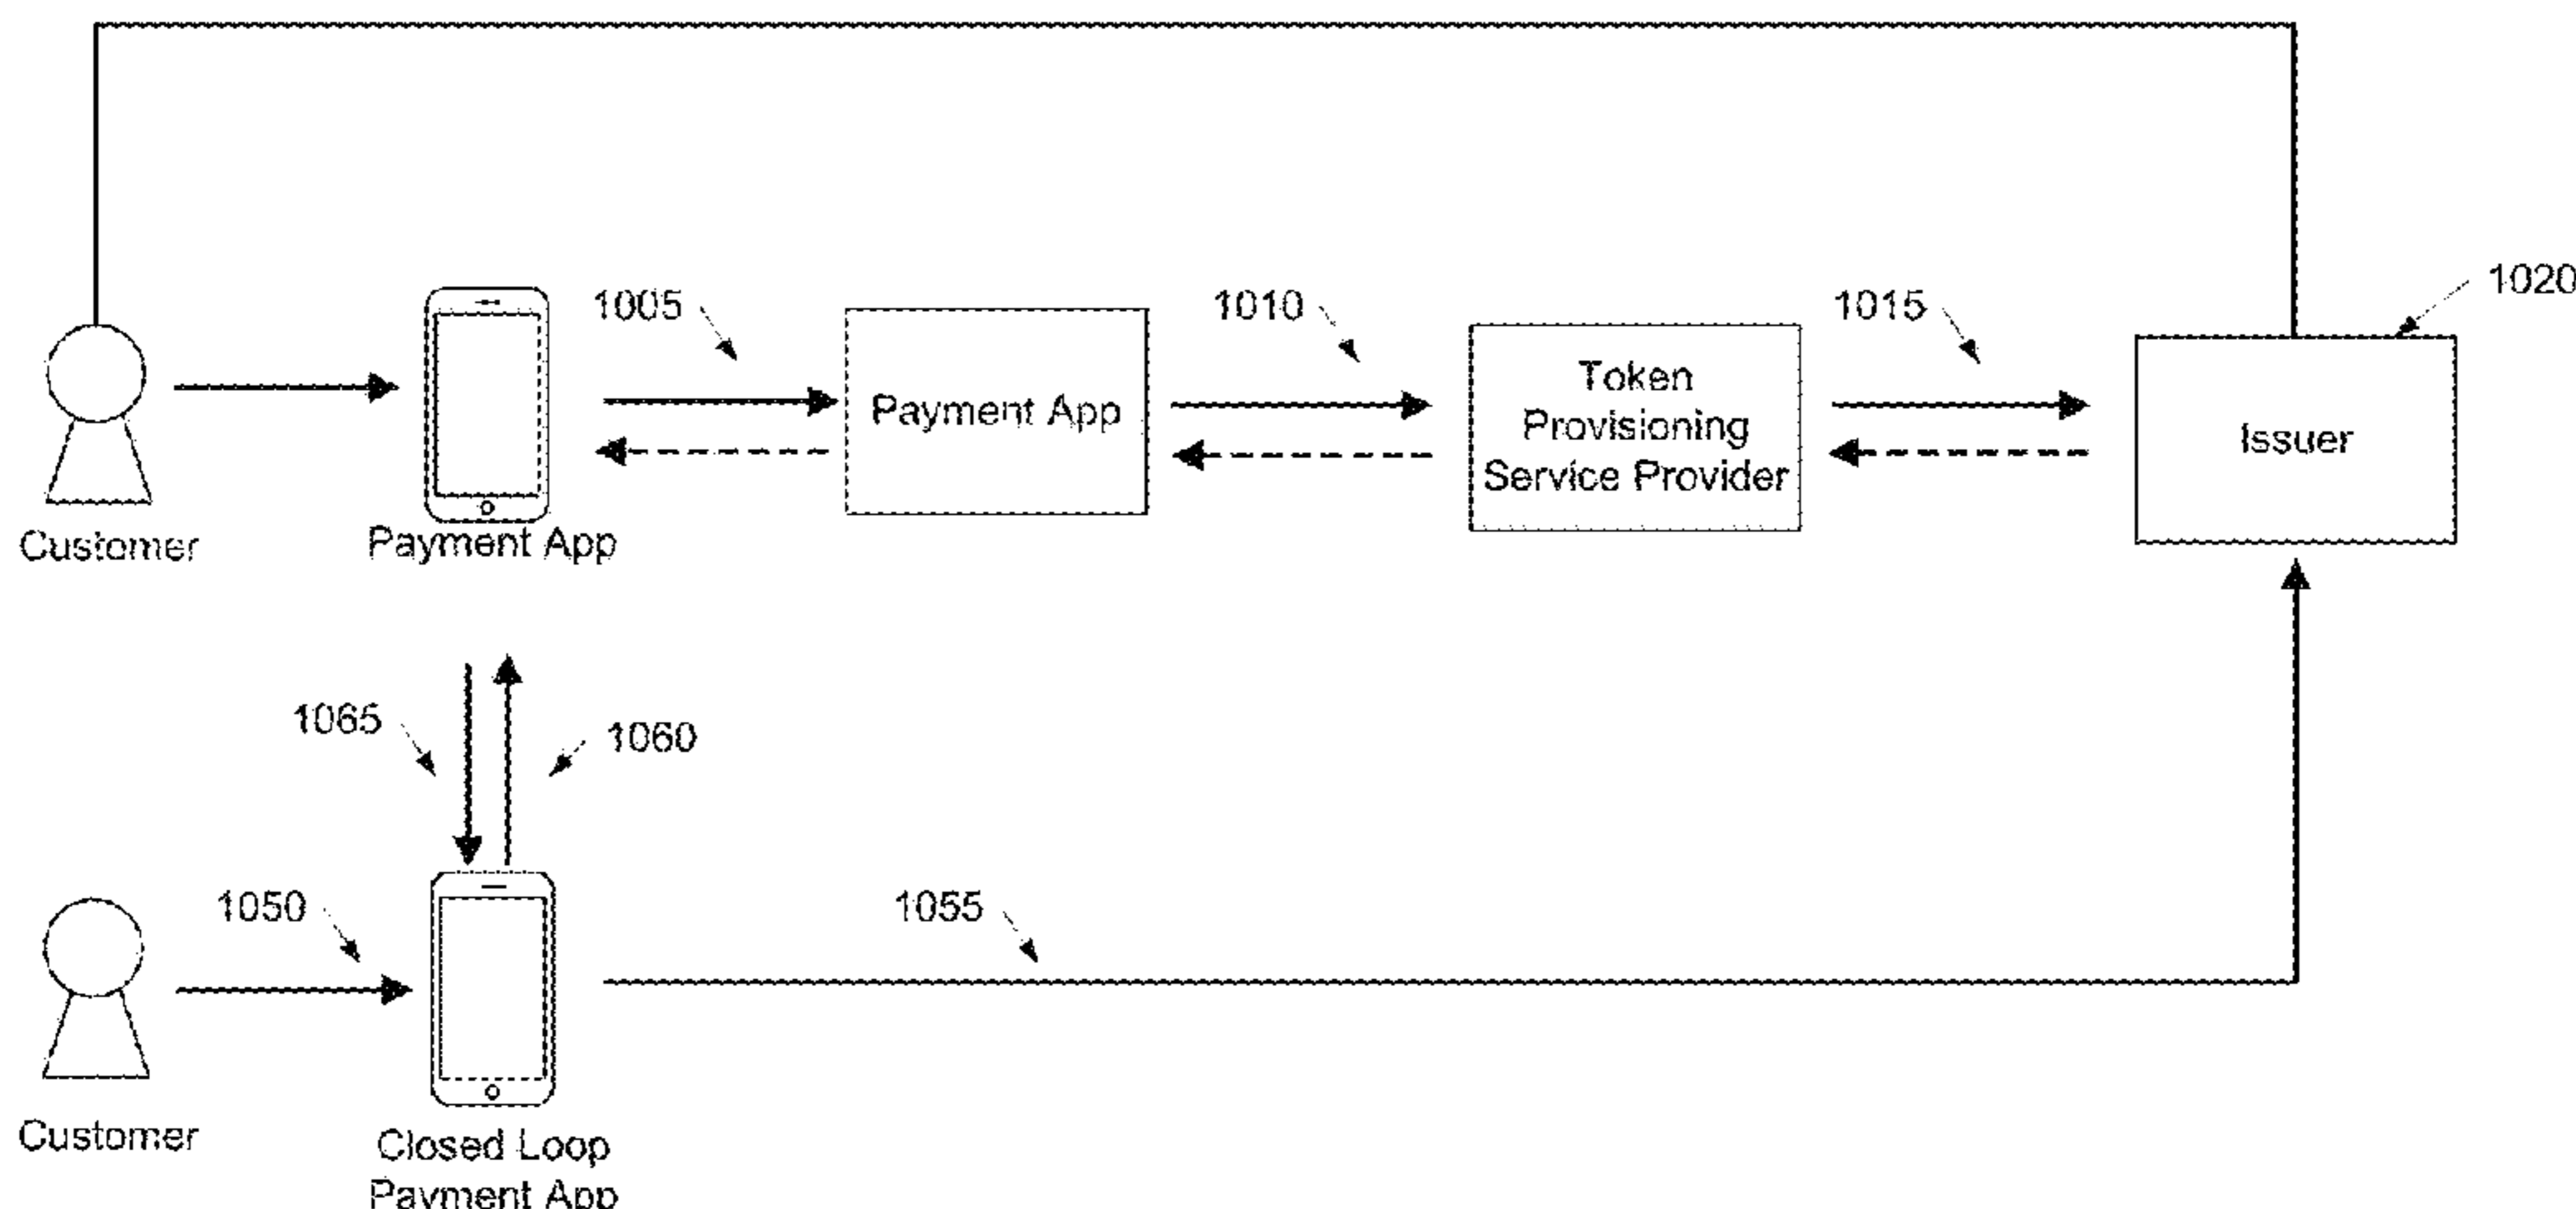 1020
1005
1010
1015
Payment App
Token
Provisioning
Service Provider
Issuer
Customer
Payment App
1065
1060
1050
1055
Customer
Closed Loop
Payment App